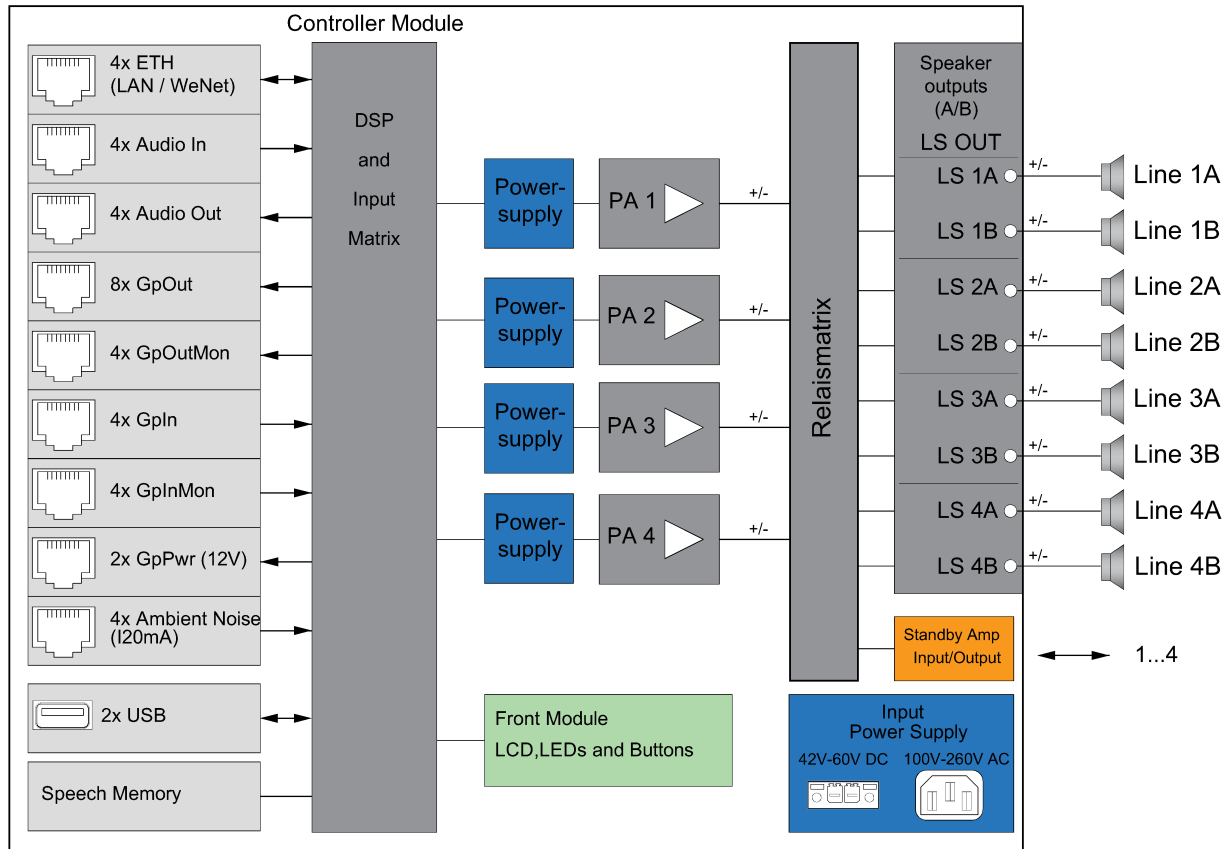 Controller Module
4x ETH
(LAN / WeNet)
4x Audio In
4x Audio Out
8x GpOut
4x GpOutMon
4x GpIn
4x GpInMon
2x GpPwr (12V)
4x Ambient Noise
(I20mA)
2x USB
Speech Memory
DSP
and
Input
Matrix
Power-
supply
PA 1
+/-
Power-
supply
PA 2
+/-
Power-
supply
PA 3
+/-
Power-
supply
PA 4
+/-
Front Module
LCD,LEDs and Buttons
Relaismatrix
Speaker
outputs
(A/B)
LS OUT
LS 1A
+/-
Line 1A
LS 1B
+/-
Line 1B
LS 2A
+/-
Line 2A
LS 2B
+/-
Line 2B
LS 3A
+/-
Line 3A
LS 3B
+/-
Line 3B
LS 4A
+/-
Line 4A
LS 4B
+/-
Line 4B
Standby Amp
Input/Output
1...4
Input
Power Supply
42V-60V DC
100V-260V AC